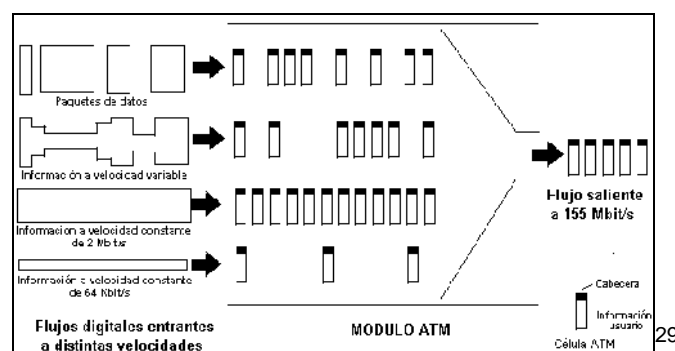 Paquetes de datos
Información a velocidad variable
Informacion a velocidad constante
de 2 Mbit/s
Información a velocidad constante
de 64 Kbit/s
Flujos digitales entrantes
a distintas velocidades
MODULO ATM
Flujo saliente
a 155 Mbit/s
Cabecera
Información
usuario
Célula ATM
29